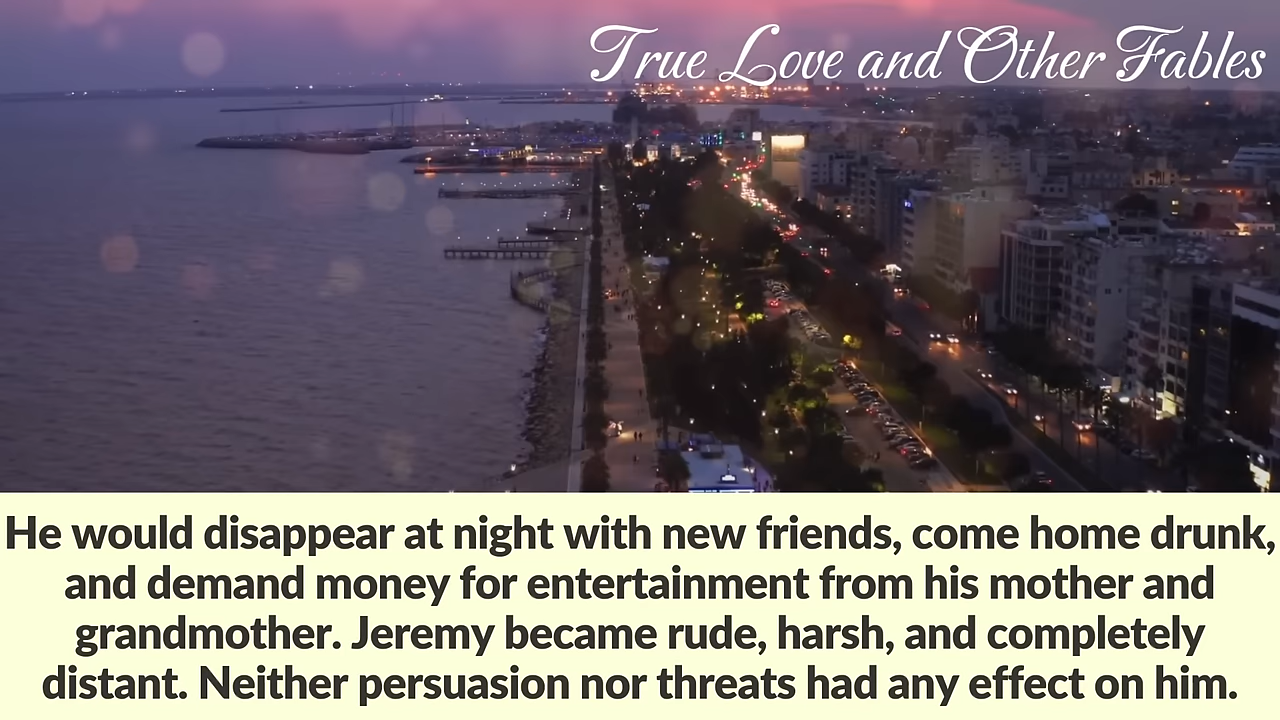 True Love and Other Fables
He would disappear at night with new friends, come home drunk,
and demand money for entertainment from his mother and
grandmother. Jeremy became rude, harsh, and completely
distant. Neither persuasion nor threats had any effect on him.